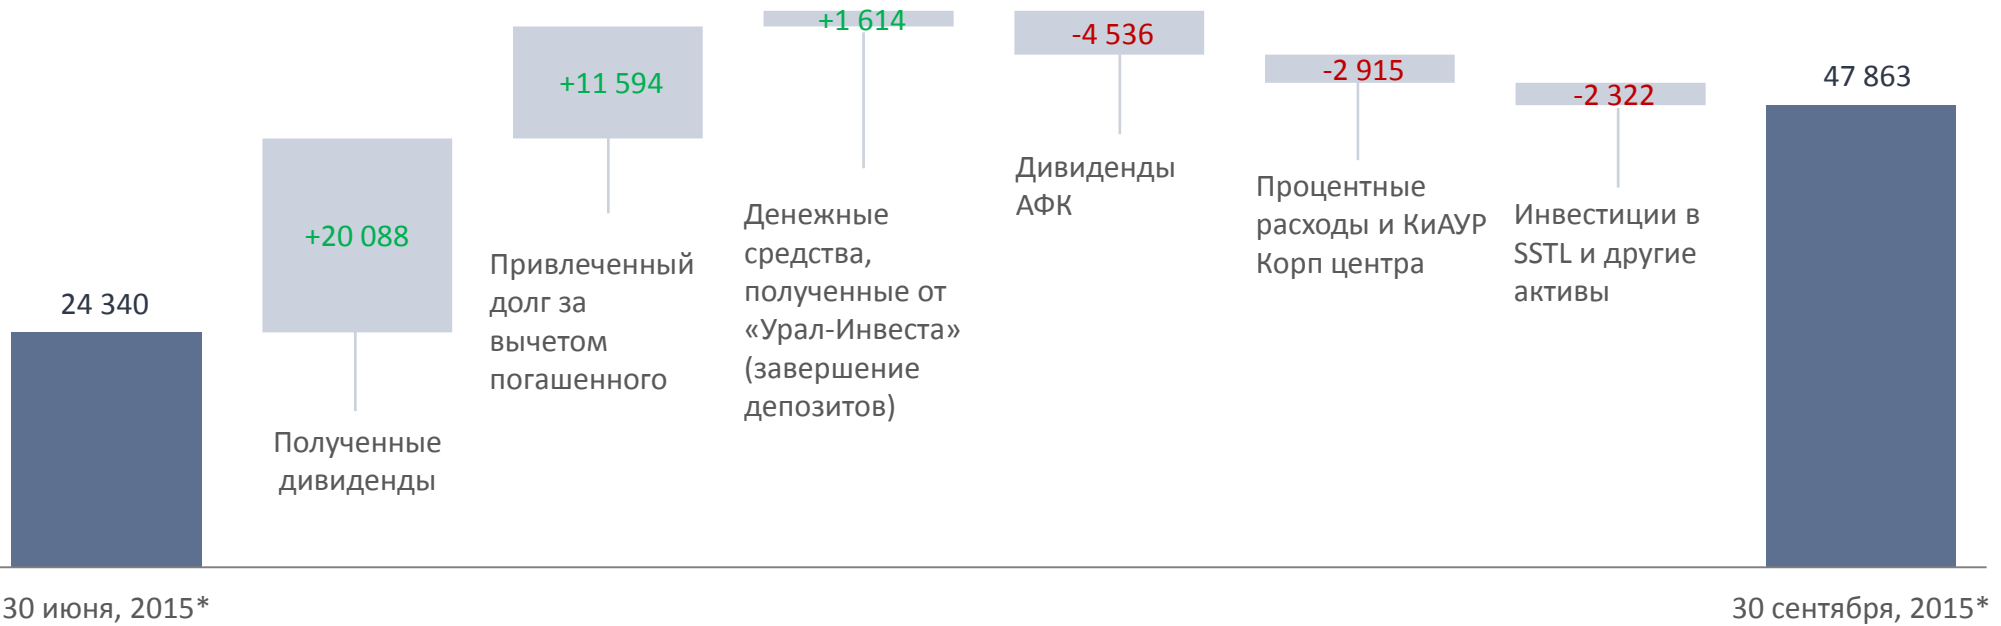 24 340
30 июня, 2015*
+20 088
Полученные
дивиденды
+11 594
Привлеченный
долг за
вычетом
погашенного
+1 614
Денежные
средства,
полученные от
«Урал-Инвеста»
(завершение
депозитов)
-4 536
Дивиденды
АФК
-2 915
Процентные
расходы и КиАУР
Корп центра
-2 322
Инвестиции в
SSTL и другие
активы
47 863
30 сентября, 2015*